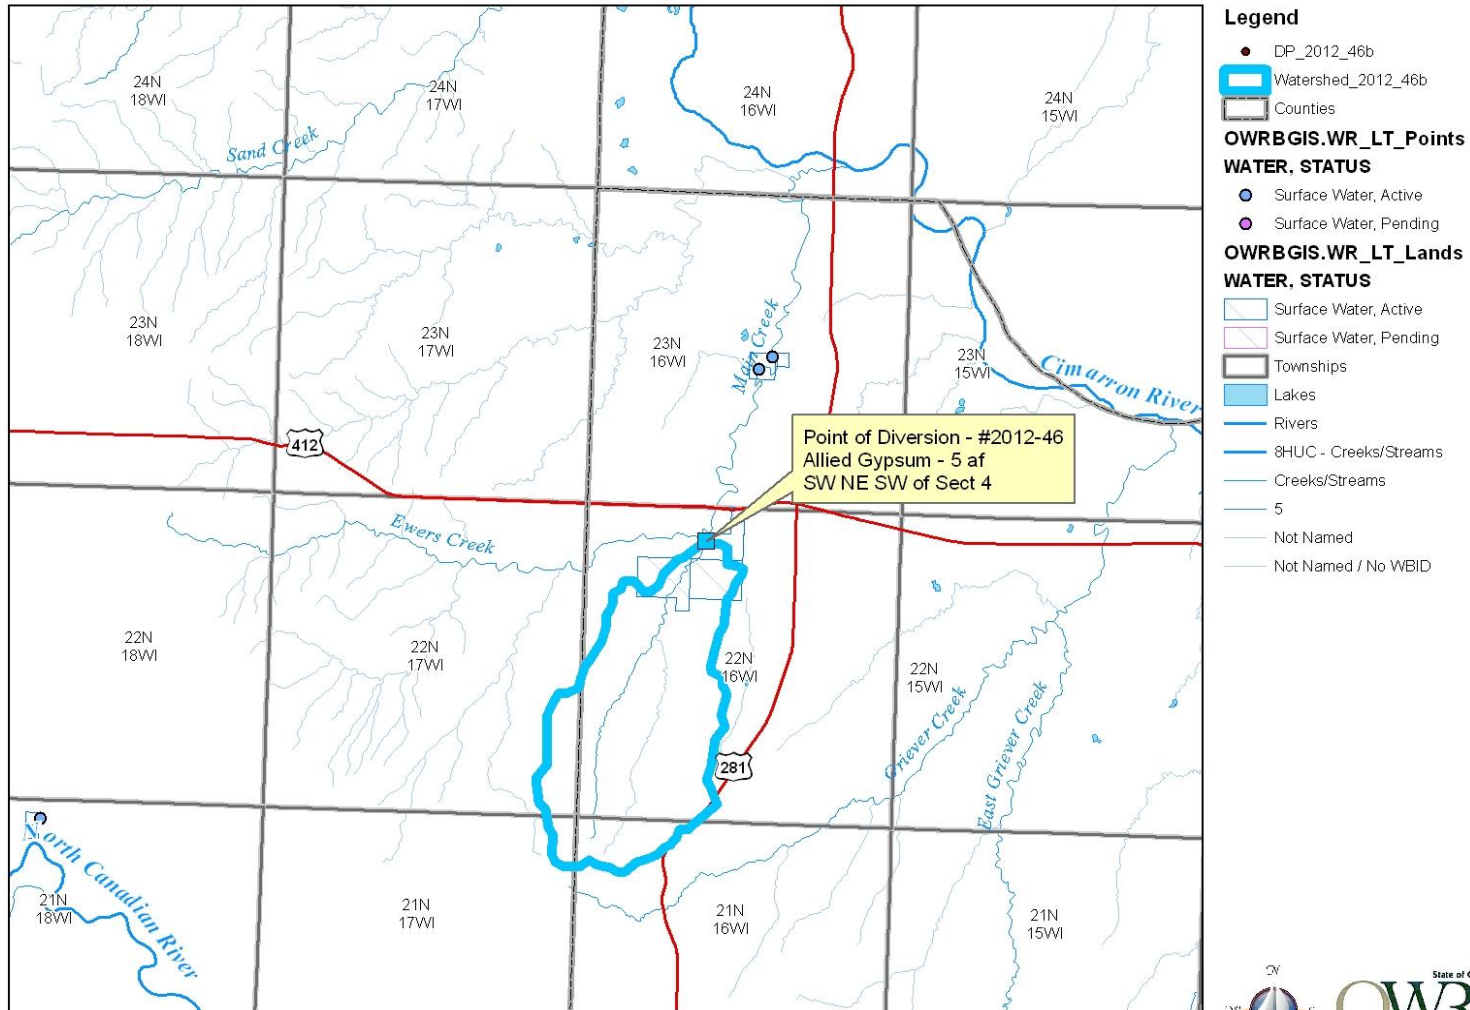 24N
18WI
24N
17WI
24N
16WI
24N
15WI
Sand Creek
23N
18WI
23N
17WI
23N
16WI
23N
15WI
Main Creek
Cimarron River
412
Point of Diversion - #2012-46
Allied Gypsum - 5 af
SW NE SW of Sect 4
Ewers Creek
22N
18WI
22N
17WI
22N
16WI
22N
15WI
Griever Creek
East Griever Creek
281
North Canadian River
21N
18WI
21N
17WI
21N
16WI
21N
15WI
Legend
DP_2012_46b
Watershed_2012_46b
Counties
OWRBGIS.WR_LT_Points
WATER, STATUS
Surface Water, Active
Surface Water, Pending
OWRBGIS.WR_LT_Lands
WATER, STATUS
Surface Water, Active
Surface Water, Pending
Townships
Lakes
Rivers
8HUC - Creeks/Streams
Creeks/Streams
5
Not Named
Not Named / No WBID
State of